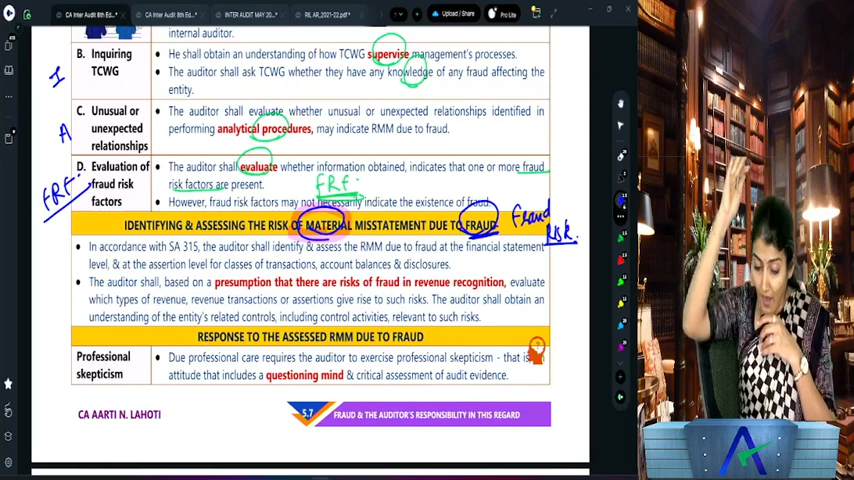 CA Inter Audit 8th Ed*
CA Inter Audit 8th Ed*
INTER AUDIT MAY 20*
RIL AR_2021-22.pdf*
Upload / Share
Pro Lite
internal auditor.
B. Inquiring TCWG
• He shall obtain an understanding of how TCWG supervise management's processes.
• The auditor shall ask TCWG whether they have any knowledge of any fraud affecting the
entity.
I
C. Unusual or
unexpected
relationships
• The auditor shall evaluate whether unusual or unexpected relationships identified in
performing analytical procedures, may indicate RMM due to fraud.
A
D. Evaluation of
fraud risk
factors
• The auditor shall evaluate whether information obtained, indicates that one or more fraud
risk factors are present.
FRF
• However, fraud risk factors may not necessarily indicate the existence of fraud
FRF
IDENTIFYING & ASSESSING THE RISK OF MATERIAL MISSTATEMENT DUE TO FRAUD
Fraud
Risk.
• In accordance with SA 315, the auditor shall identify & assess the RMM due to fraud at the financial statement
level, & at the assertion level for classes of transactions, account balances & disclosures.
• The auditor shall, based on a presumption that there are risks of fraud in revenue recognition, evaluate
which types of revenue, revenue transactions or assertions give rise to such risks. The auditor shall obtain an
understanding of the entity's related controls, including control activities, relevant to such risks.
RESPONSE TO THE ASSESSED RMM DUE TO FRAUD
Professional
skepticism
• Due professional care requires the auditor to exercise professional skepticism - that is
attitude that includes a questioning mind & critical assessment of audit evidence.
CA AARTI N. LAHOTI
5.7
FRAUD & THE AUDITOR'S RESPONSIBILITY IN THIS REGARD